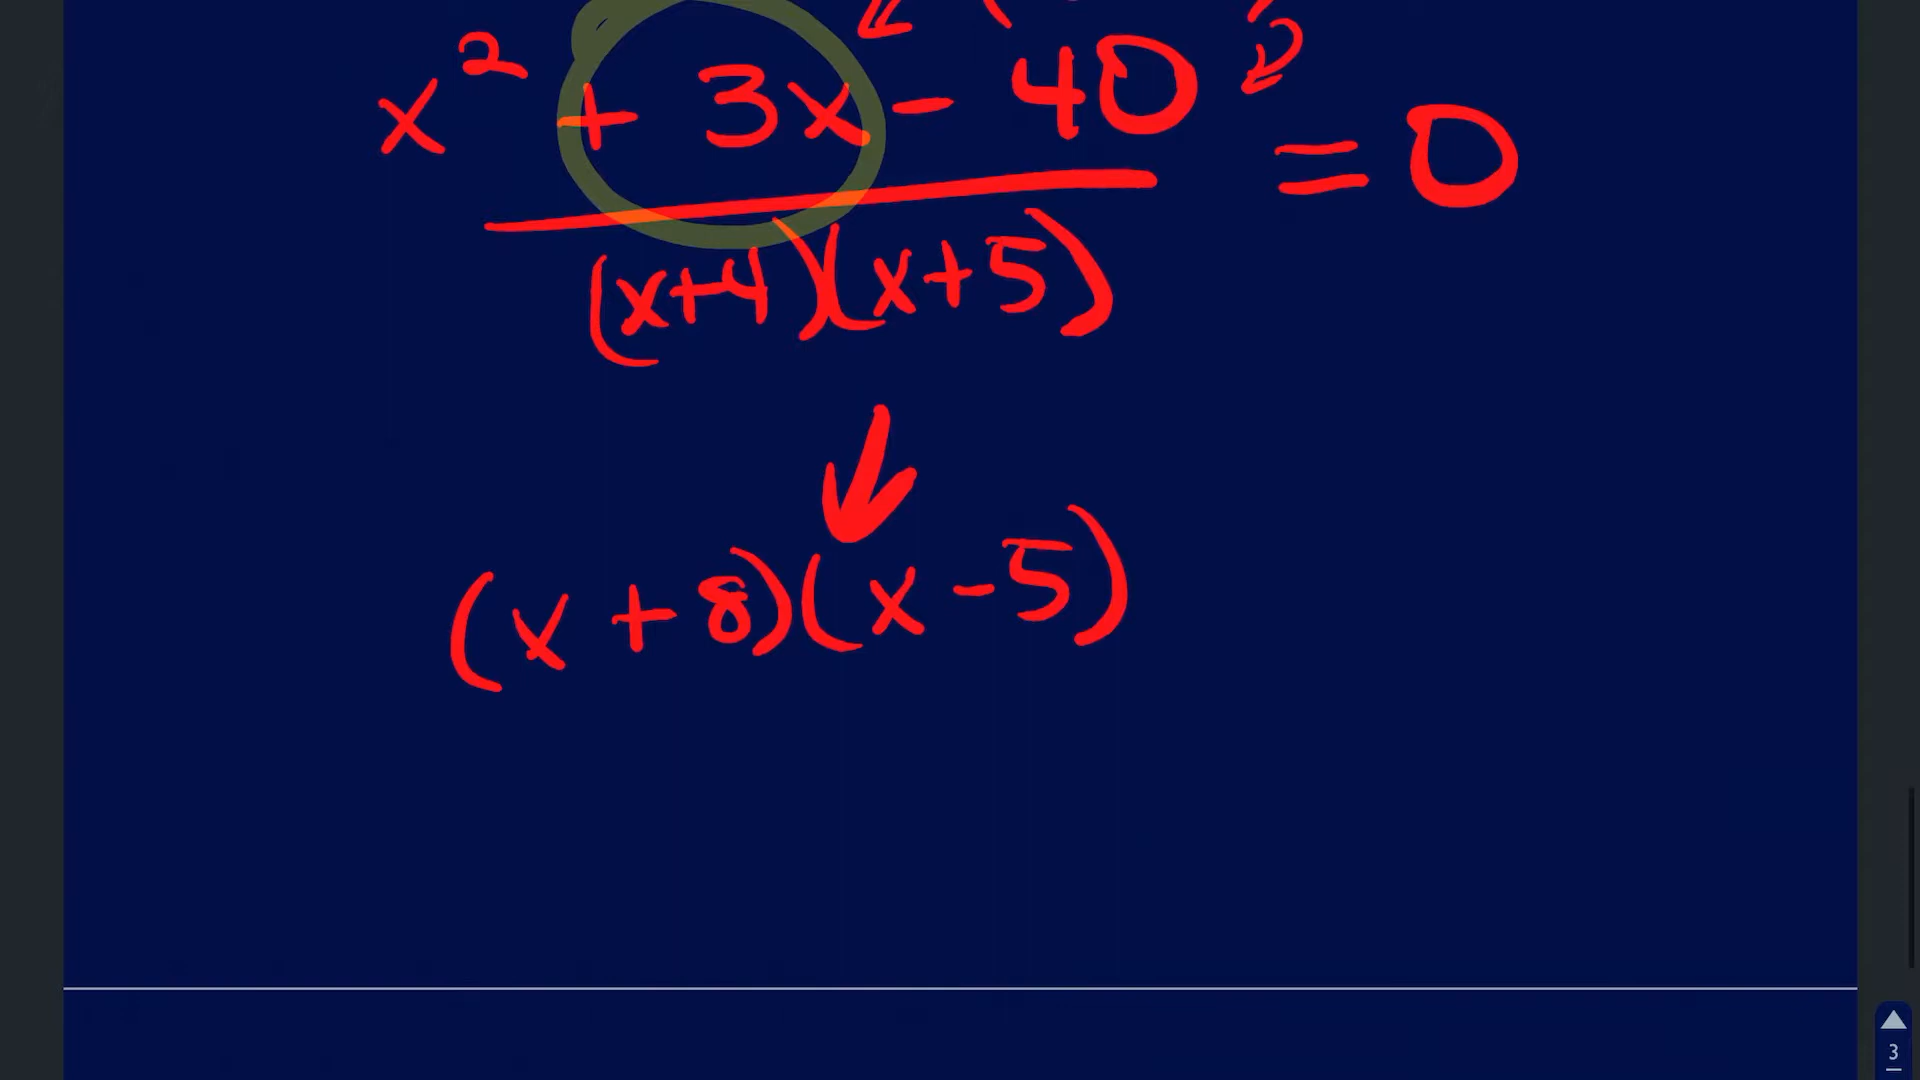 x² + 3x - 40 = 0
(x+4)(x+5)
(x + 8)(x - 5)
3